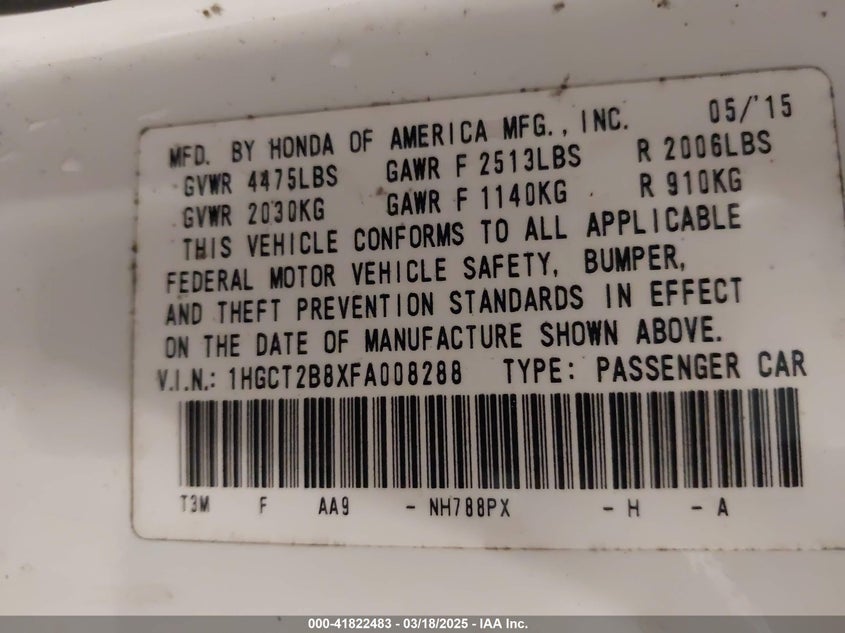 MFD. BY HONDA OF AMERICA MFG., INC. 05/'15
GVWR 4475LBS GAWR F 2513LBS R 2006LBS
GVWR 2030KG GAWR F 1140KG R 910KG
THIS VEHICLE CONFORMS TO ALL APPLICABLE
FEDERAL MOTOR VEHICLE SAFETY, BUMPER,
AND THEFT PREVENTION STANDARDS IN EFFECT
ON THE DATE OF MANUFACTURE SHOWN ABOVE.
V.I.N.: 1HGCT2B8XFA008288 TYPE: PASSENGER CAR
T3M F AA9 - NH788PX - H - A
000-41822483 - 03/18/2025 - IAA Inc.